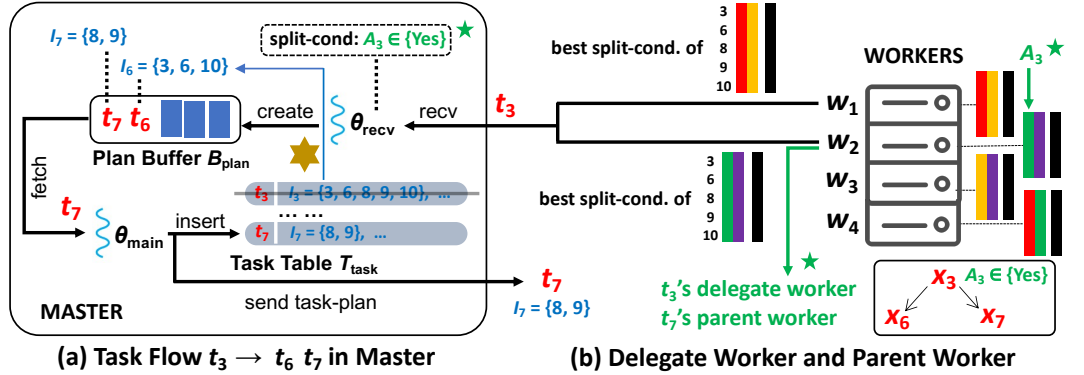 I₇ = {8, 9}
split-cond: A₃ ∈ {Yes}
I₆ = {3, 6, 10}
t₇ t₆
create
θrecv
recv
t₃
Plan Buffer Bplan
fetch
t₃ I₃ = {3, 6, 8, 9, 10}, ...
... ...
t₇ I₇ = {8, 9}, ...
t₇
θmain
insert
Task Table Ttask
send task-plan
t₇
I₇ = {8, 9}
MASTER
(a) Task Flow t₃ → t₆ t₇ in Master
best split-cond. of
3
6
8
9
10
WORKERS
A₃
w₁
w₂
w₃
w₄
best split-cond. of
3
6
8
9
10
t₃'s delegate worker
t₇'s parent worker
x₃ A₃ ∈ {Yes}
x₆ x₇
(b) Delegate Worker and Parent Worker